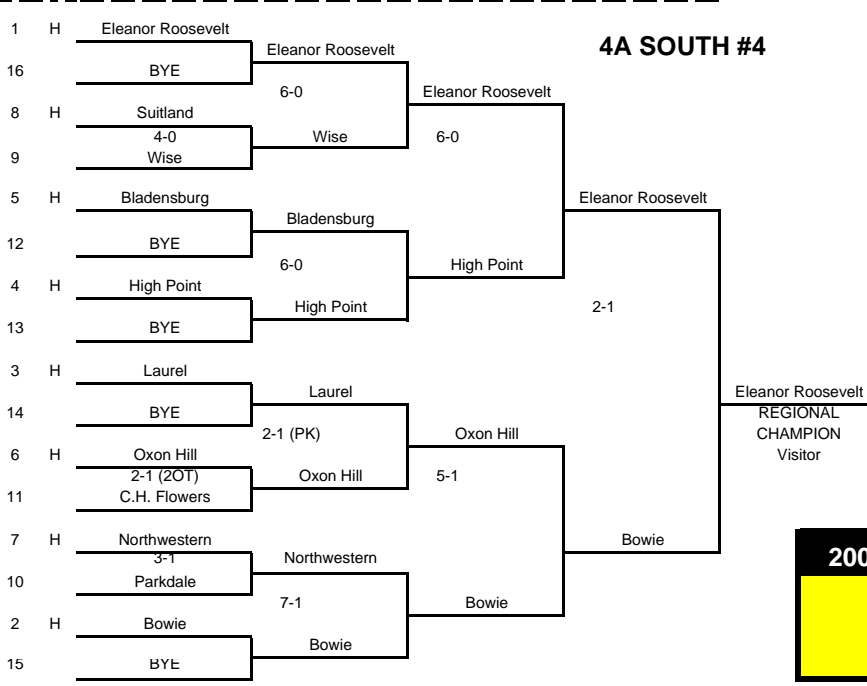 4A SOUTH #4
1 H Eleanor Roosevelt
Eleanor Roosevelt
16 BYE
6-0
Eleanor Roosevelt
8 H Suitland
4-0
Wise
6-0
9 Wise
5 H Bladensburg
Eleanor Roosevelt
Bladensburg
12 BYE
6-0
High Point
4 H High Point
High Point
2-1
13 BYE
3 H Laurel
Laurel
Eleanor Roosevelt
14 BYE
REGIONAL
CHAMPION
2-1 (PK)
Oxon Hill
6 H Oxon Hill
Visitor
2-1 (2OT)
Oxon Hill
5-1
11 C.H. Flowers
7 H Northwestern
Bowie
3-1
Northwestern
200
10 Parkdale
7-1
Bowie
2 H Bowie
Bowie
15 BYE